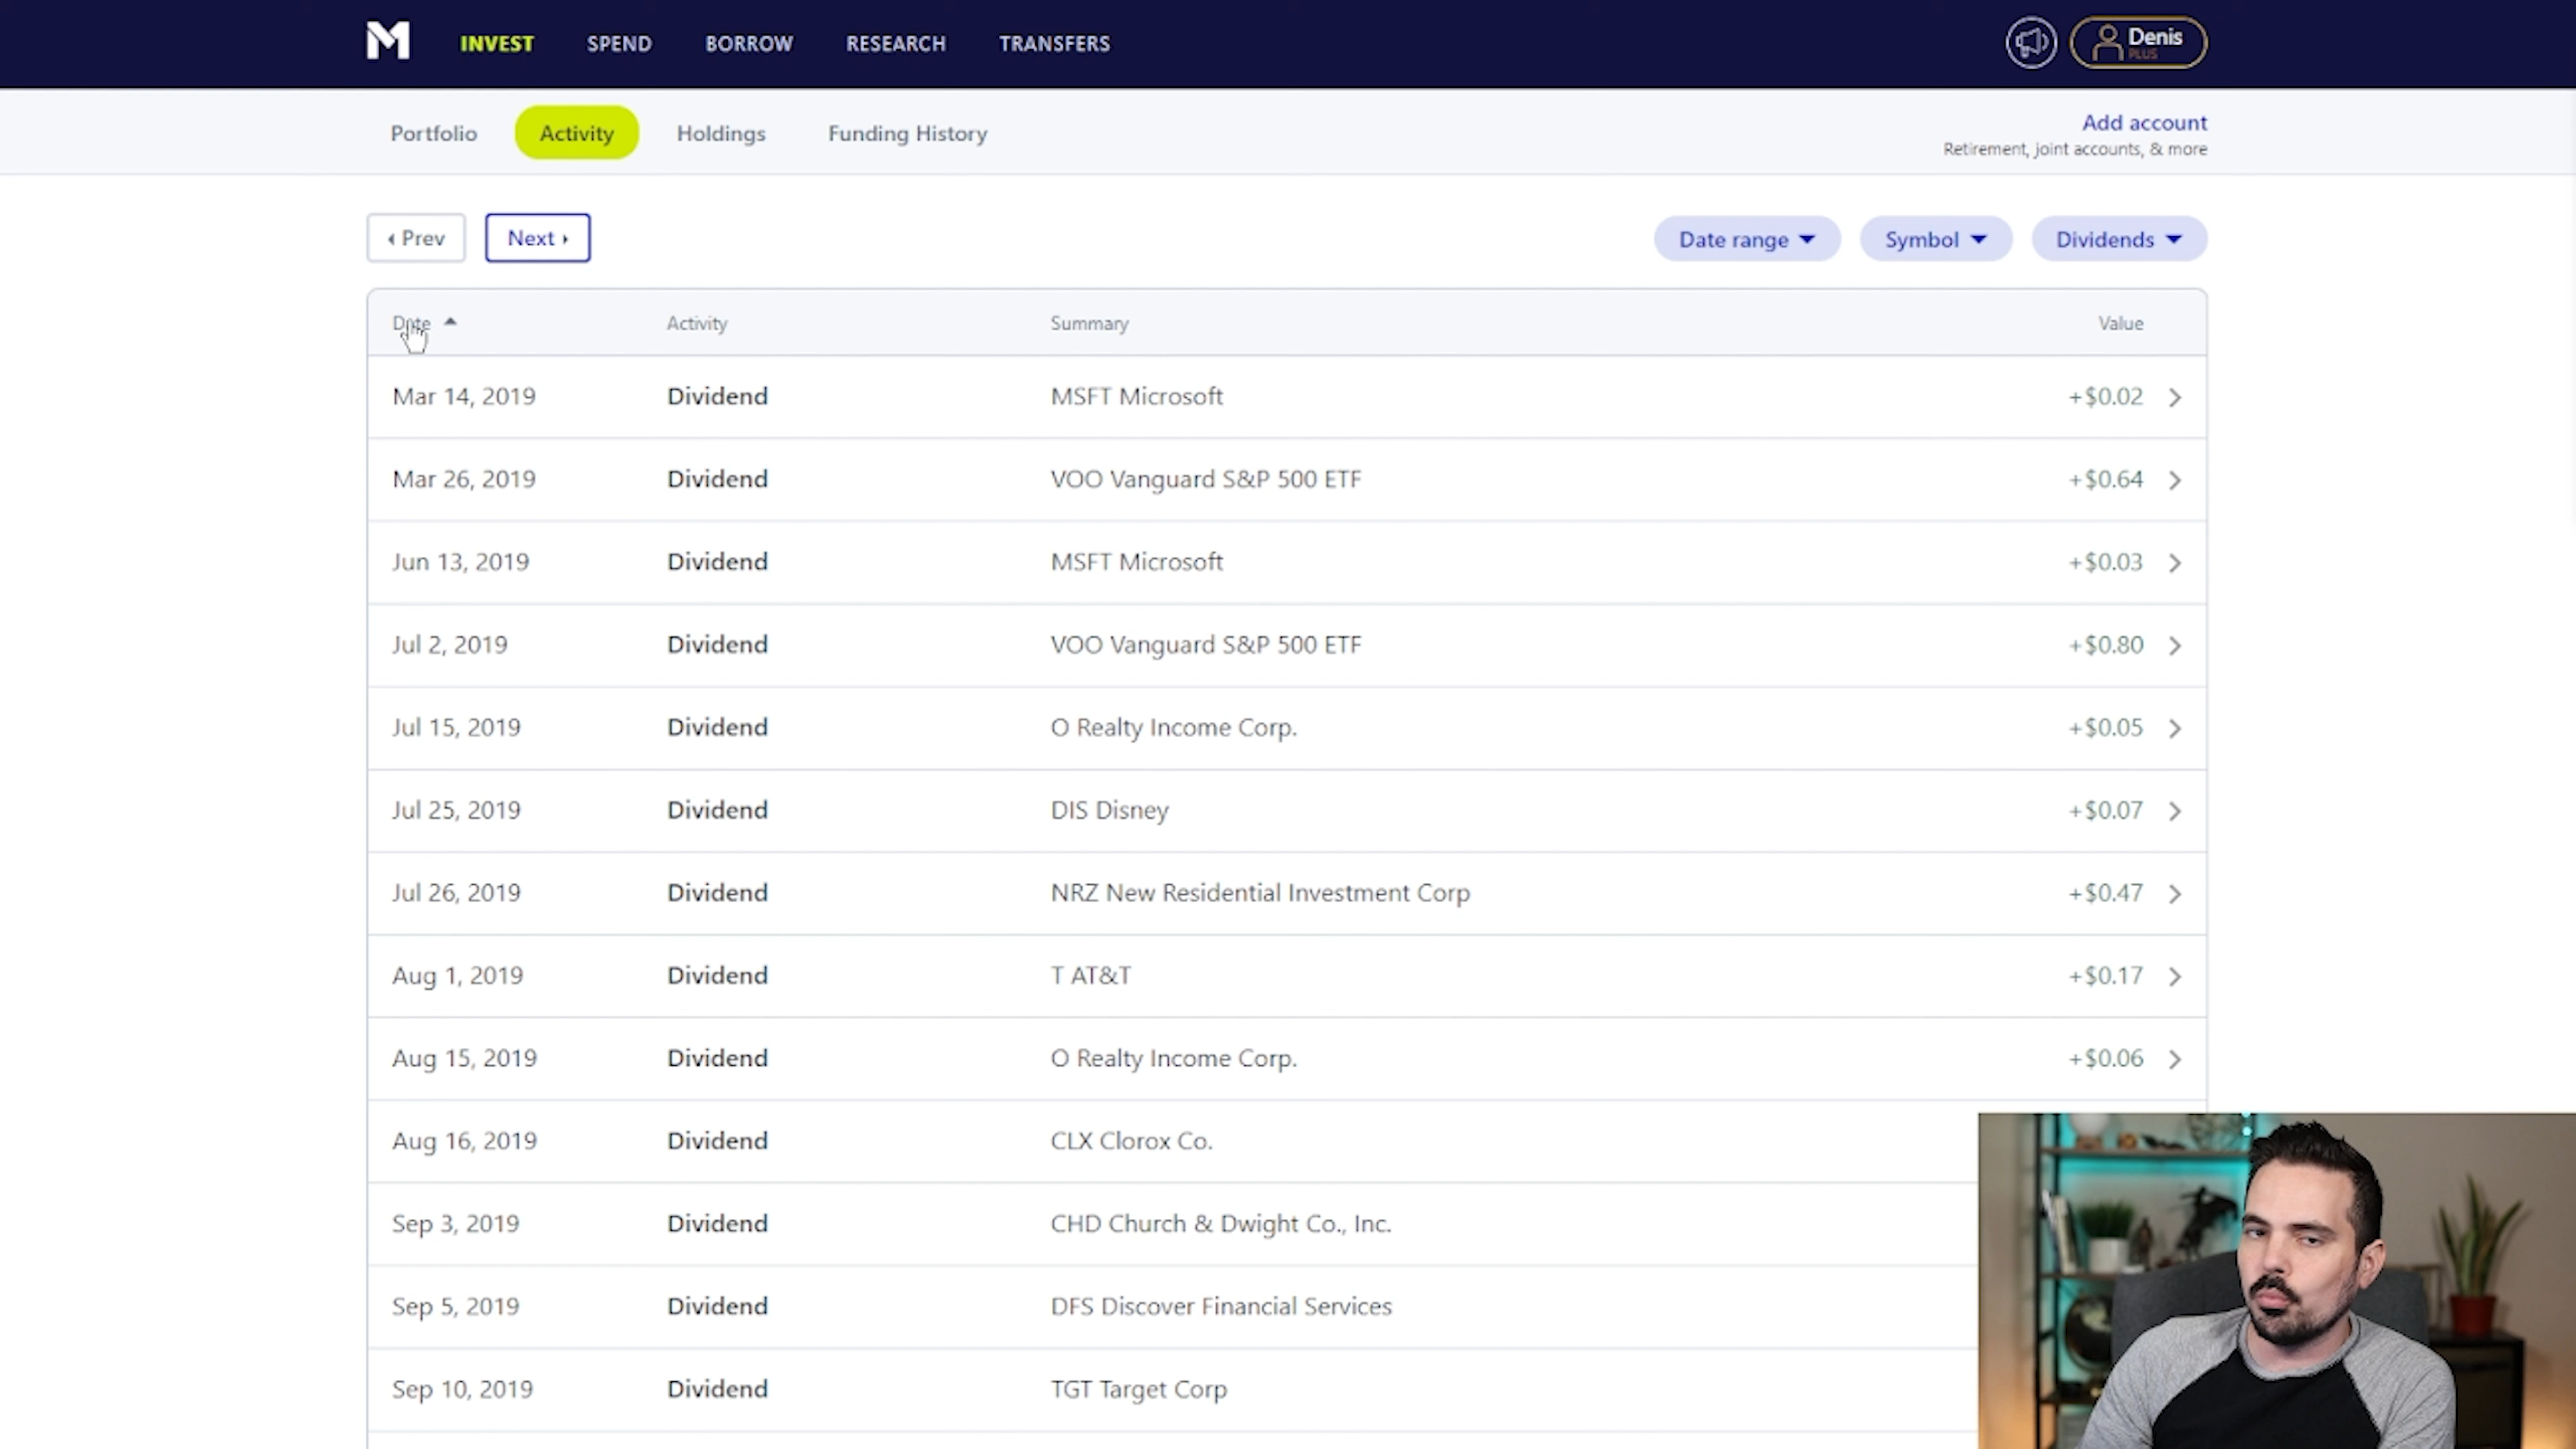 M INVEST SPEND BORROW RESEARCH TRANSFERS Denis
PLUS
Portfolio Activity Holdings Funding History Add account
Retirement, joint accounts, & more
Prev Next Date range Symbol Dividends
Date Activity Summary Value
Mar 14, 2019 Dividend MSFT Microsoft +$0.02
Mar 26, 2019 Dividend VOO Vanguard S&P 500 ETF +$0.64
Jun 13, 2019 Dividend MSFT Microsoft +$0.03
Jul 2, 2019 Dividend VOO Vanguard S&P 500 ETF +$0.80
Jul 15, 2019 Dividend O Realty Income Corp. +$0.05
Jul 25, 2019 Dividend DIS Disney +$0.07
Jul 26, 2019 Dividend NRZ New Residential Investment Corp +$0.47
Aug 1, 2019 Dividend T AT&T +$0.17
Aug 15, 2019 Dividend O Realty Income Corp. +$0.06
Aug 16, 2019 Dividend CLX Clorox Co.
Sep 3, 2019 Dividend CHD Church & Dwight Co., Inc.
Sep 5, 2019 Dividend DFS Discover Financial Services
Sep 10, 2019 Dividend TGT Target Corp